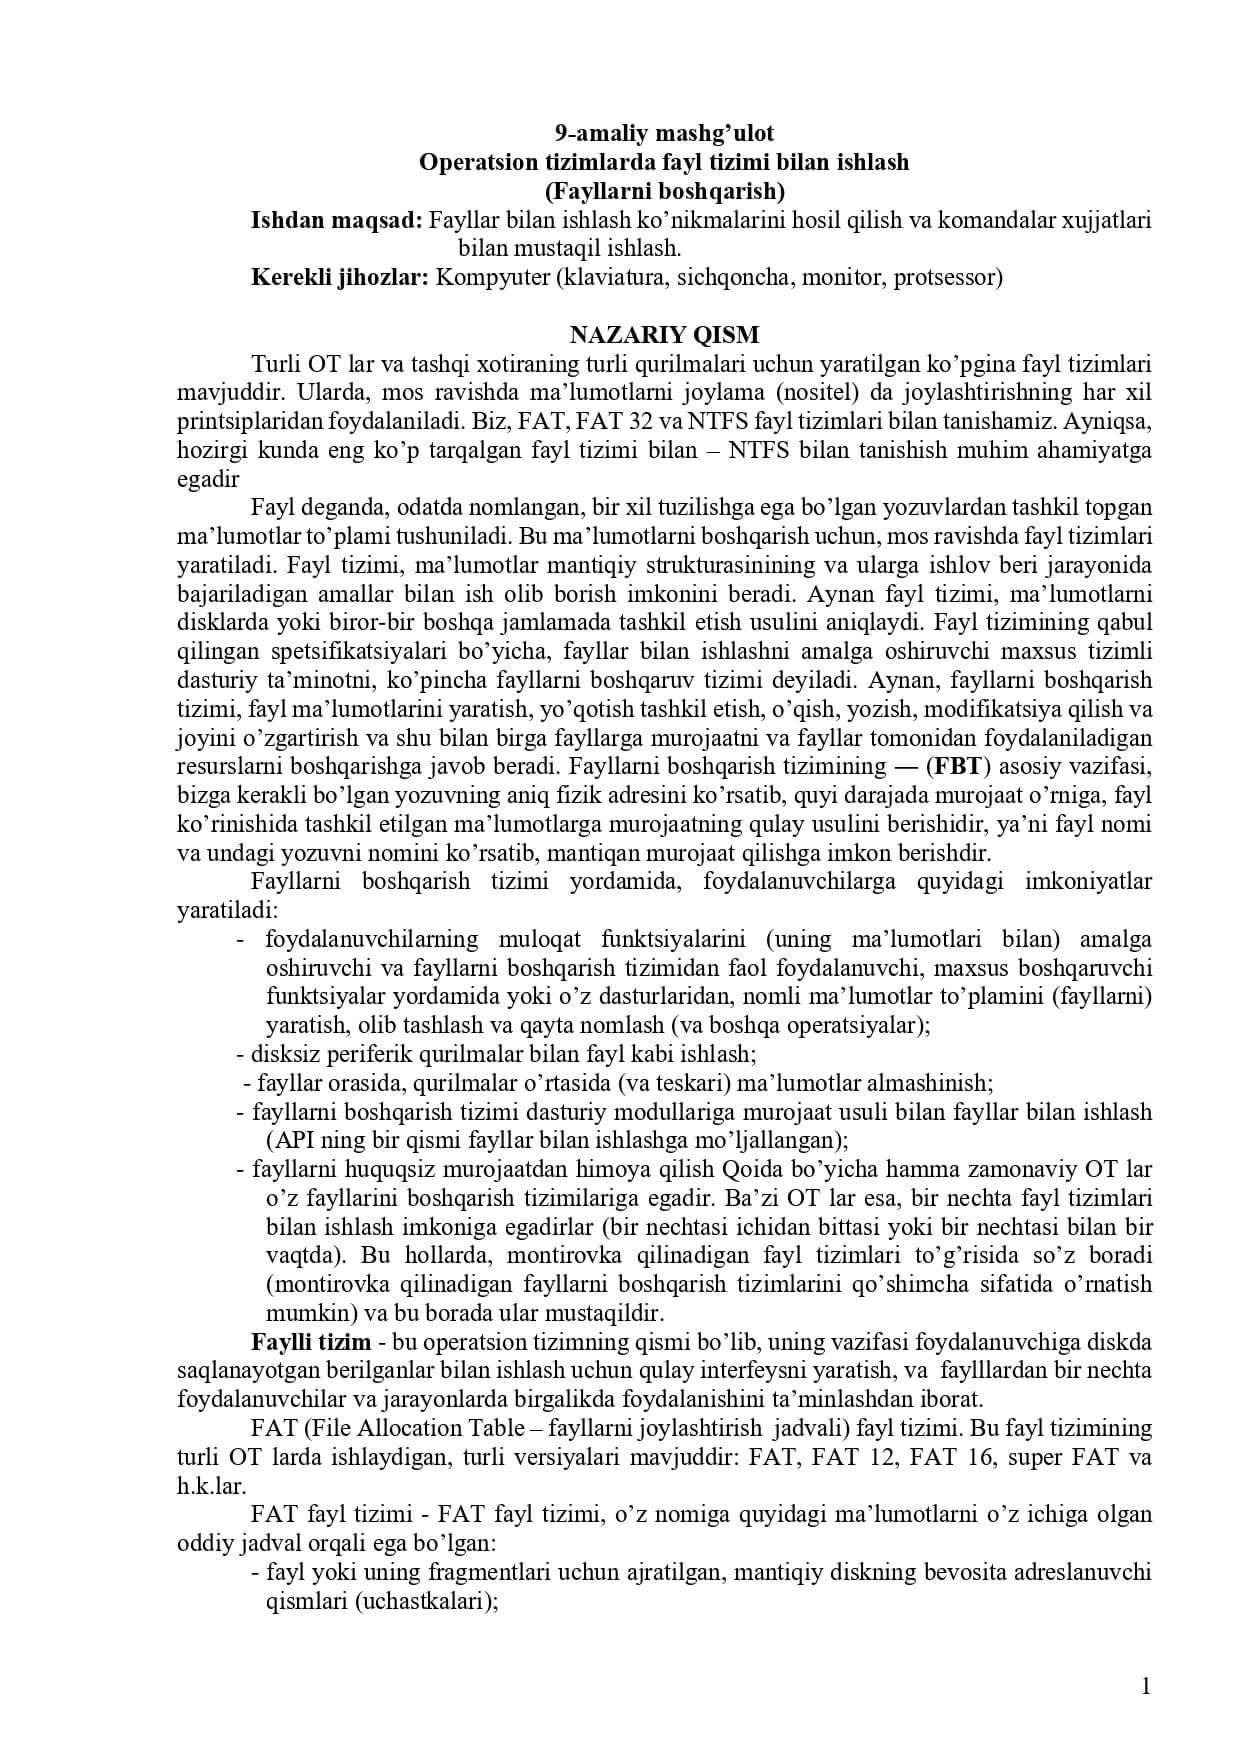 9-amaliy mashg’ulot
Operatsion tizimlarda fayl tizimi bilan ishlash
(Fayllarni boshqarish)
Ishdan maqsad: Fayllar bilan ishlash ko’nikmalarini hosil qilish va komandalar xujjatlari
bilan mustaqil ishlash.
Kerekli jihozlar: Kompyuter (klaviatura, sichqoncha, monitor, protsessor)
NAZARIY QISM
Turli OT lar va tashqi xotiraning turli qurilmalari uchun yaratilgan ko’pgina fayl tizimlari
mavjuddir. Ularda, mos ravishda ma’lumotlarni joylama (nositel) da joylashtirishning har xil
printsiplaridan foydalaniladi. Biz, FAT, FAT 32 va NTFS fayl tizimlari bilan tanishamiz. Ayniqsa,
hozirgi kunda eng ko’p tarqalgan fayl tizimi bilan – NTFS bilan tanishish muhim ahamiyatga
egadir
Fayl deganda, odatda nomlangan, bir xil tuzilishga ega bo’lgan yozuvlardan tashkil topgan
ma’lumotlar to’plami tushuniladi. Bu ma’lumotlarni boshqarish uchun, mos ravishda fayl tizimlari
yaratiladi. Fayl tizimi, ma’lumotlar mantiqiy strukturasinining va ularga ishlov beri jarayonida
bajariladigan amallar bilan ish olib borish imkonini beradi. Aynan fayl tizimi, ma’lumotlarni
disklarda yoki biror-bir boshqa jamlamada tashkil etish usulini aniqlaydi. Fayl tizimining qabul
qilingan spetsifikatsiyalari bo’yicha, fayllar bilan ishlashni amalga oshiruvchi maxsus tizimli
dasturiy ta’minotni, ko’pincha fayllarni boshqaruv tizimi deyiladi. Aynan, fayllarni boshqarish
tizimi, fayl ma’lumotlarini yaratish, yo’qotish tashkil etish, o’qish, yozish, modifikatsiya qilish va
joyini o’zgartirish va shu bilan birga fayllarga murojaatni va fayllar tomonidan foydalaniladigan
resurslarni boshqarishga javob beradi. Fayllarni boshqarish tizimining — (FBT) asosiy vazifasi,
bizga kerakli bo’lgan yozuvning aniq fizik adresini ko’rsatib, quyi darajada murojaat o’rniga, fayl
ko’rinishida tashkil etilgan ma’lumotlarga murojaatning qulay usulini berishidir, ya’ni fayl nomi
va undagi yozuvni nomini ko’rsatib, mantiqan murojaat qilishga imkon berishdir.
Fayllarni boshqarish tizimi yordamida, foydalanuvchilarga quyidagi imkoniyatlar
yaratiladi:
- foydalanuvchilarning muloqat funktsiyalarini (uning ma’lumotlari bilan) amalga
oshiruvchi va fayllarni boshqarish tizimidan faol foydalanuvchi, maxsus boshqaruvchi
funktsiyalar yordamida yoki o’z dasturlaridan, nomli ma’lumotlar to’plamini (fayllarni)
yaratish, olib tashlash va qayta nomlash (va boshqa operatsiyalar);
- disksiz periferik qurilmalar bilan fayl kabi ishlash;
- fayllar orasida, qurilmalar o’rtasida (va teskari) ma’lumotlar almashinish;
- fayllarni boshqarish tizimi dasturiy modullariga murojaat usuli bilan fayllar bilan ishlash
(API ning bir qismi fayllar bilan ishlashga mo’ljallangan);
- fayllarni huquqsiz murojaatdan himoya qilish Qoida bo’yicha hamma zamonaviy OT lar
o’z fayllarini boshqarish tizimilariga egadir. Ba’zi OT lar esa, bir nechta fayl tizimlari
bilan ishlash imkoniga egadirlar (bir nechtasi ichidan bittasi yoki bir nechtasi bilan bir
vaqtda). Bu hollarda, montirovka qilinadigan fayl tizimlari to’g’risida so’z boradi
(montirovka qilinadigan fayllarni boshqarish tizimlarini qo’shimcha sifatida o’rnatish
mumkin) va bu borada ular mustaqildir.
Faylli tizim - bu operatsion tizimning qismi bo’lib, uning vazifasi foydalanuvchiga diskda
saqlanayotgan berilganlar bilan ishlash uchun qulay interfeysni yaratish, va faylllardan bir nechta
foydalanuvchilar va jarayonlarda birgalikda foydalanishini ta’minlashdan iborat.
FAT (File Allocation Table – fayllarni joylashtirish jadvali) fayl tizimi. Bu fayl tizimining
turli OT larda ishlaydigan, turli versiyalari mavjuddir: FAT, FAT 12, FAT 16, super FAT va
h.k.lar.
FAT fayl tizimi - FAT fayl tizimi, o’z nomiga quyidagi ma’lumotlarni o’z ichiga olgan
oddiy jadval orqali ega bo’lgan:
- fayl yoki uning fragmentlari uchun ajratilgan, mantiqiy diskning bevosita adreslanuvchi
qismlari (uchastkalari);
1